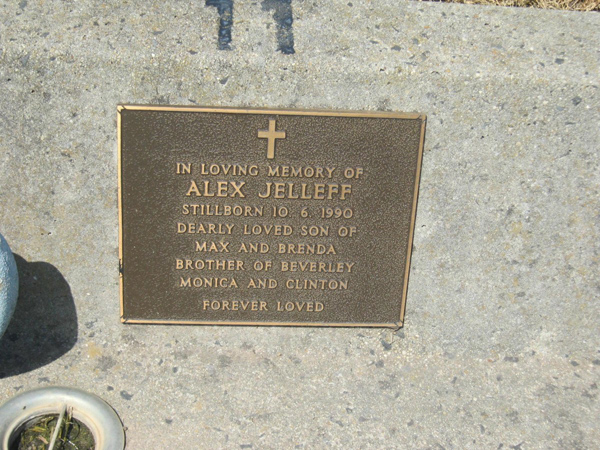 IN LOVING MEMORY OF
ALEX JELLEFF
STILLBORN 10. 6. 1990
DEARLY LOVED SON OF
MAX AND BRENDA
BROTHER OF BEVERLEY
MONICA AND CLINTON
FOREVER LOVED